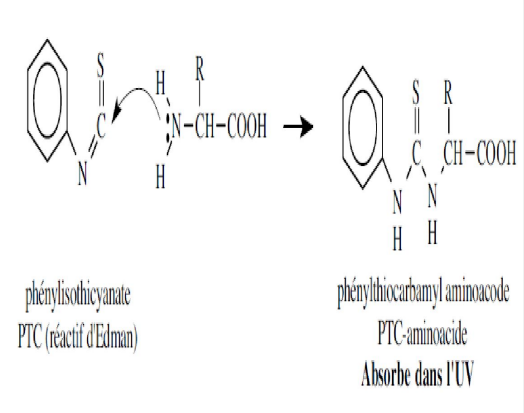 S
H
R
C
N–CH–COOH
N
H
S
R
C
CH–COOH
N
N
H
H
phénylisothicyanate
PTC (réactif d'Edman)
phénylthiocarbamyl aminoacode
PTC-aminoacide
Absorbe dans l'UV